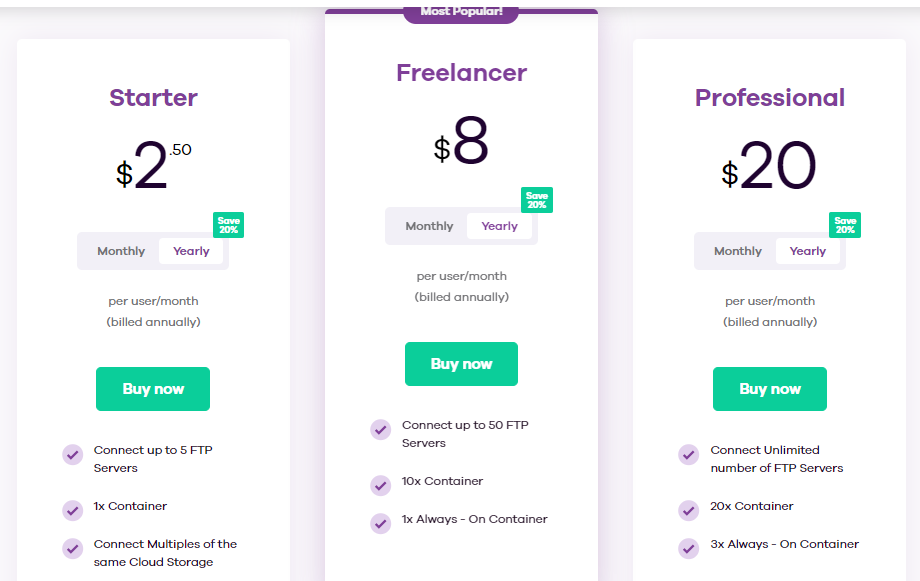 Most Popular!
Starter
$2.50
Save
20%
Monthly Yearly
per user/month
(billed annually)
Buy now
Connect up to 5 FTP
Servers
1x Container
Connect Multiples of the
same Cloud Storage
Freelancer
$8
Save
20%
Monthly Yearly
per user/month
(billed annually)
Buy now
Connect up to 50 FTP
Servers
10x Container
1x Always - On Container
Professional
$20
Save
20%
Monthly Yearly
per user/month
(billed annually)
Buy now
Connect Unlimited
number of FTP Servers
20x Container
3x Always - On Container